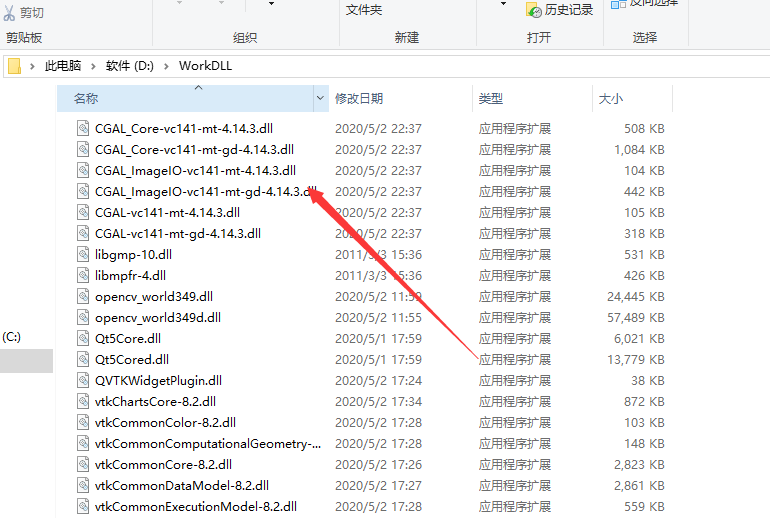 剪切
文件夹
历史记录
反向选择
剪贴板
组织
新建
打开
选择
此电脑 > 软件 (D:) > WorkDLL
名称 修改日期 类型 大小
CGAL_Core-vc141-mt-4.14.3.dll 2020/5/2 22:37 应用程序扩展 508 KB
CGAL_Core-vc141-mt-gd-4.14.3.dll 2020/5/2 22:37 应用程序扩展 1,084 KB
CGAL_ImageIO-vc141-mt-4.14.3.dll 2020/5/2 22:37 应用程序扩展 104 KB
CGAL_ImageIO-vc141-mt-gd-4.14.3.dll 2020/5/2 22:37 应用程序扩展 442 KB
CGAL-vc141-mt-4.14.3.dll 2020/5/2 22:37 应用程序扩展 105 KB
CGAL-vc141-mt-gd-4.14.3.dll 2020/5/2 22:37 应用程序扩展 318 KB
libgmp-10.dll 2011/3/3 15:36 应用程序扩展 531 KB
libmpfr-4.dll 2011/3/3 15:36 应用程序扩展 426 KB
opencv_world349.dll 2020/5/2 11:59 应用程序扩展 24,445 KB
opencv_world349d.dll 2020/5/2 11:55 应用程序扩展 57,489 KB
(C:)
Qt5Core.dll 2020/5/1 17:59 应用程序扩展 6,021 KB
Qt5Cored.dll 2020/5/1 17:59 应用程序扩展 13,779 KB
QVTKWidgetPlugin.dll 2020/5/2 17:24 应用程序扩展 38 KB
vtkChartsCore-8.2.dll 2020/5/2 17:34 应用程序扩展 872 KB
vtkCommonColor-8.2.dll 2020/5/2 17:28 应用程序扩展 103 KB
vtkCommonComputationalGeometry-... 2020/5/2 17:28 应用程序扩展 148 KB
vtkCommonCore-8.2.dll 2020/5/2 17:26 应用程序扩展 2,823 KB
vtkCommonDataModel-8.2.dll 2020/5/2 17:27 应用程序扩展 2,861 KB
vtkCommonExecutionModel-8.2.dll 2020/5/2 17:28 应用程序扩展 559 KB